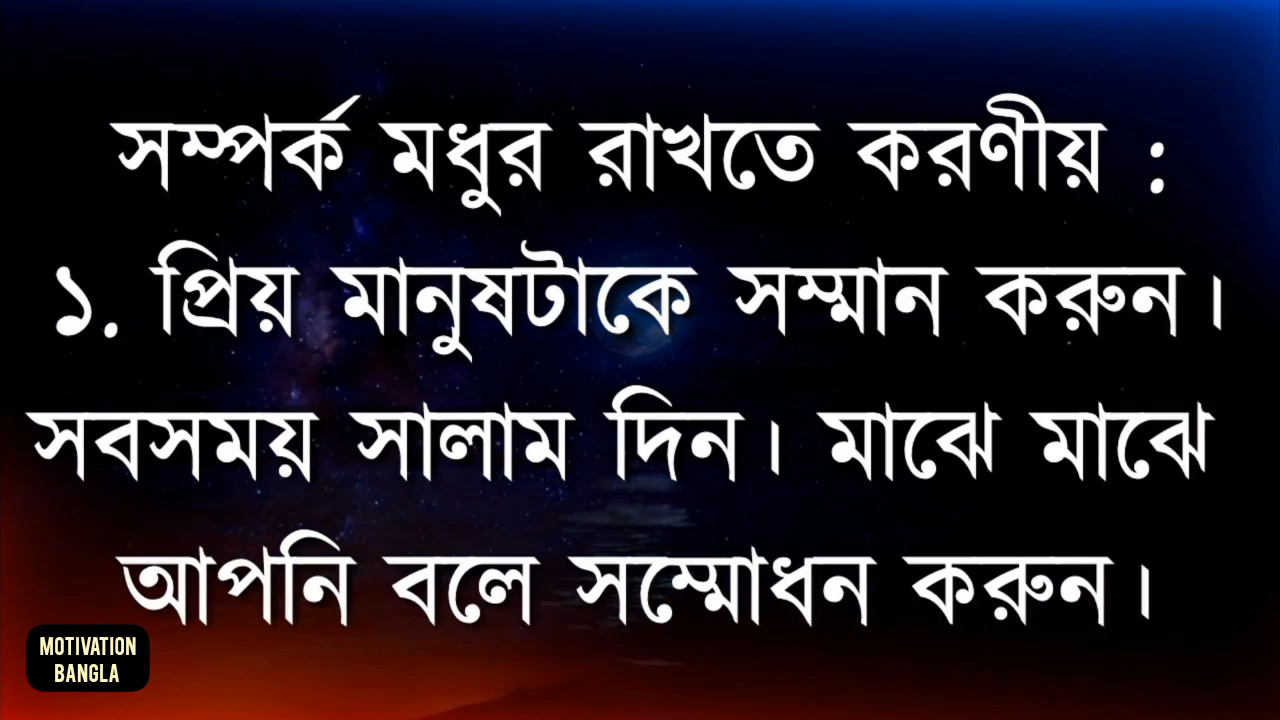 সম্পর্ক মধুর রাখতে করণীয় :
১. প্রিয় মানুষটাকে সম্মান করুন।
সবসময় সালাম দিন। মাঝে মাঝে
আপনি বলে সম্মোধন করুন।
MOTIVATION
BANGLA